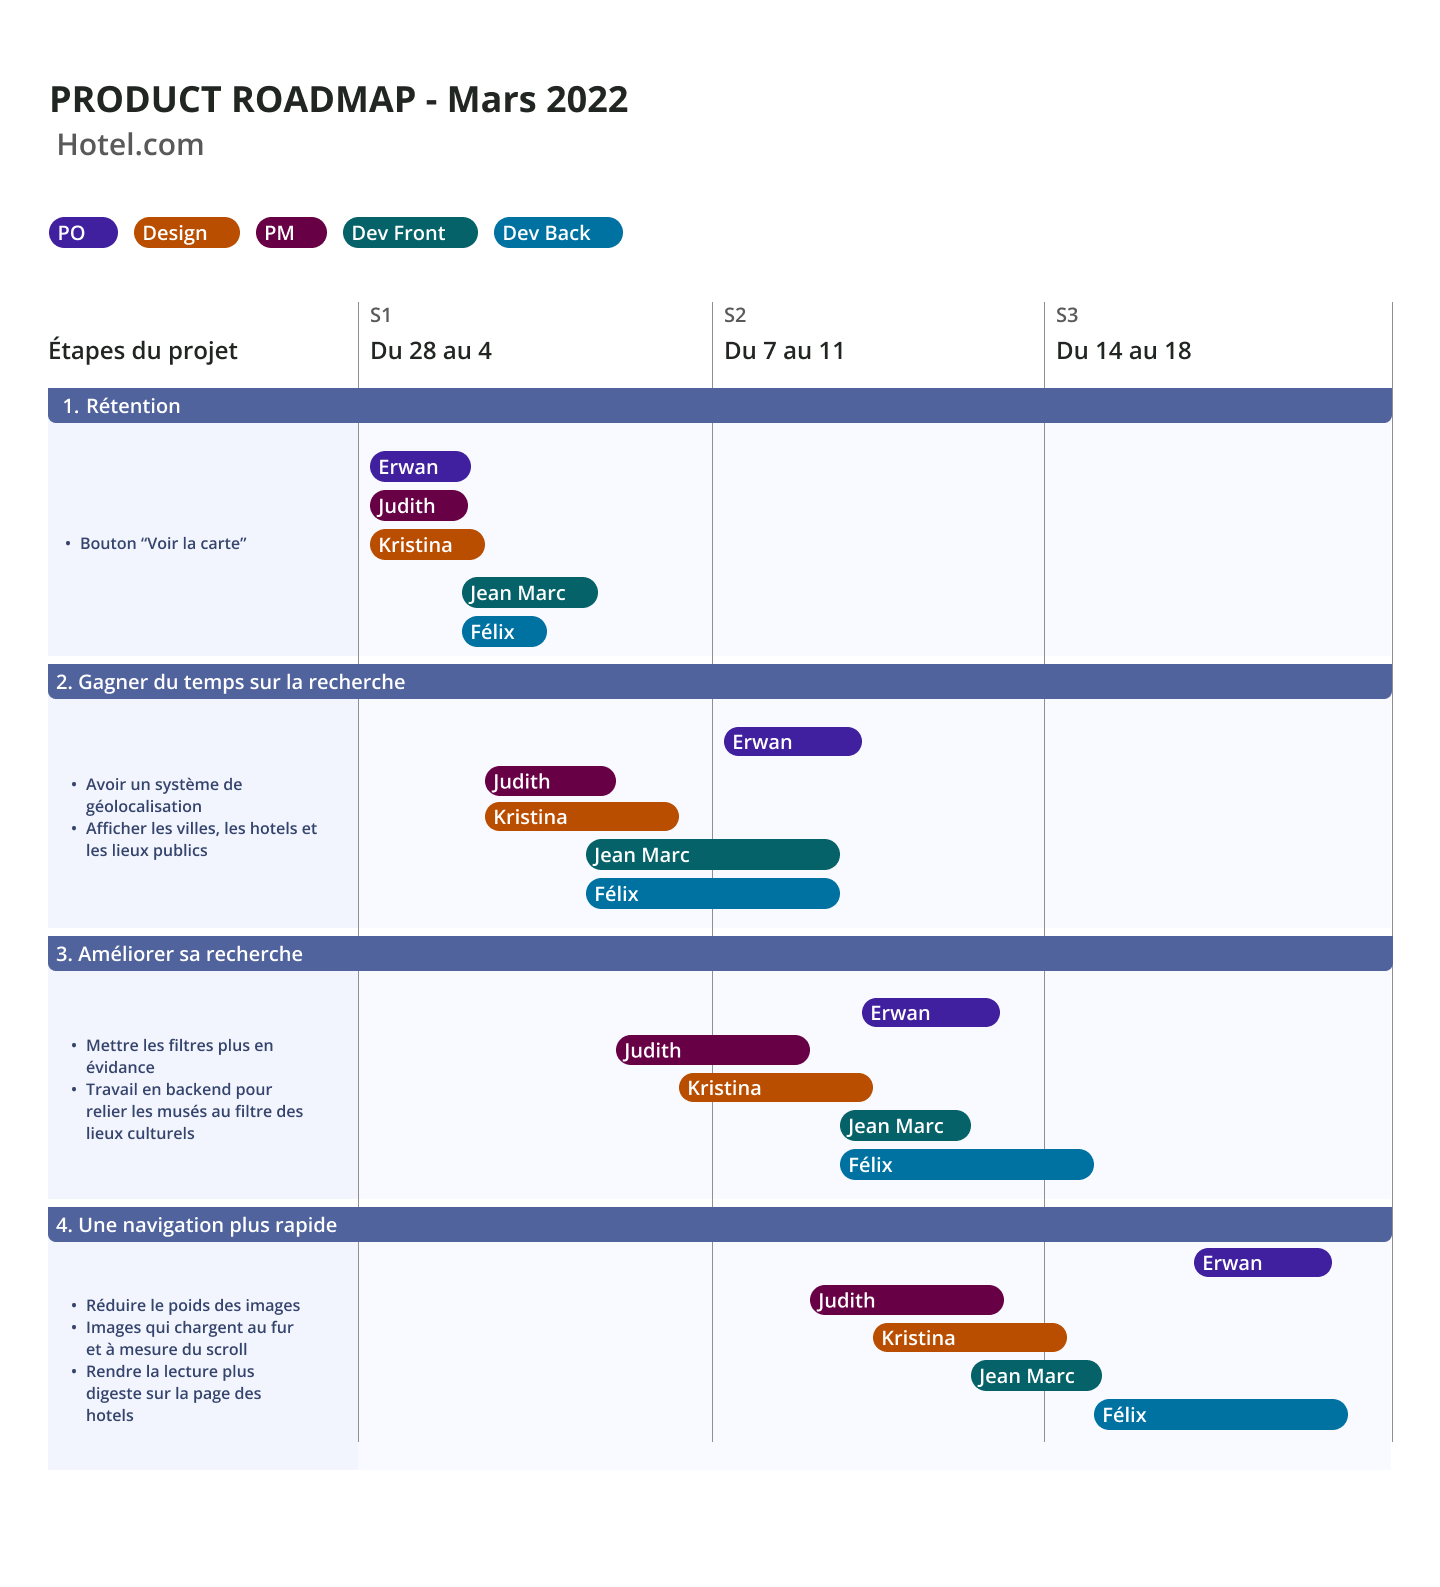 PRODUCT ROADMAP - Mars 2022
Hotel.com
PO Design PM Dev Front Dev Back
S1 S2 S3
Étapes du projet Du 28 au 4 Du 7 au 11 Du 14 au 18
1. Rétention
Erwan
Judith
• Bouton “Voir la carte” Kristina
Jean Marc
Félix
2. Gagner du temps sur la recherche
Erwan
• Avoir un système de
géolocalisation
• Afficher les villes, les hotels et
les lieux publics
Judith
Kristina
Jean Marc
Félix
3. Améliorer sa recherche
Erwan
• Mettre les filtres plus en
évidance
• Travail en backend pour
relier les musés au filtre des
lieux culturels
Judith
Kristina
Jean Marc
Félix
4. Une navigation plus rapide
Erwan
• Réduire le poids des images
• Images qui chargent au fur
et à mesure du scroll
• Rendre la lecture plus
digeste sur la page des
hotels
Judith
Kristina
Jean Marc
Félix